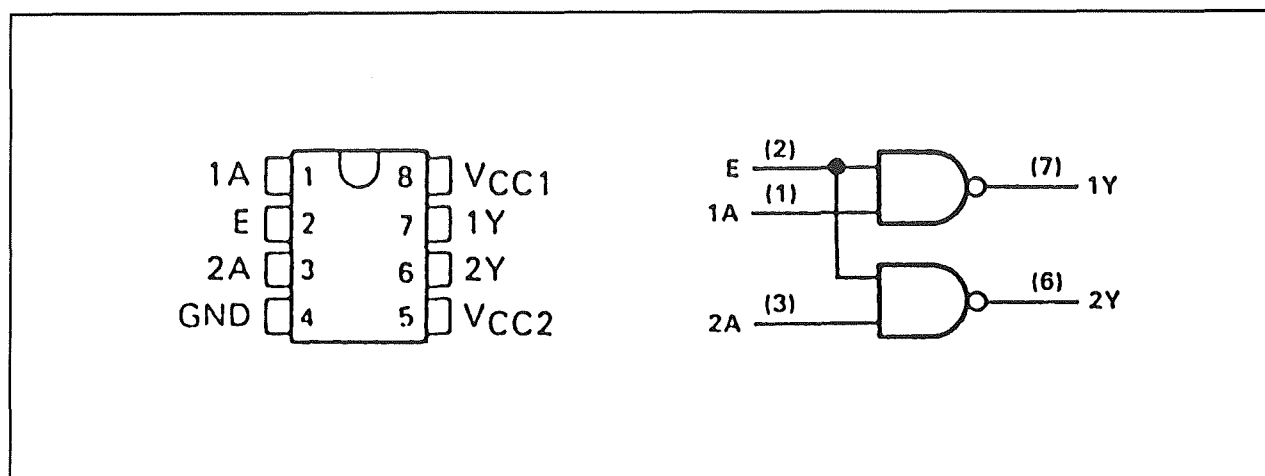 1A 1 8 VCC1
E 2 7 1Y
2A 3 6 2Y
GND 4 5 VCC2
E (2)
1A (1)
(7) 1Y
2A (3)
(6) 2Y